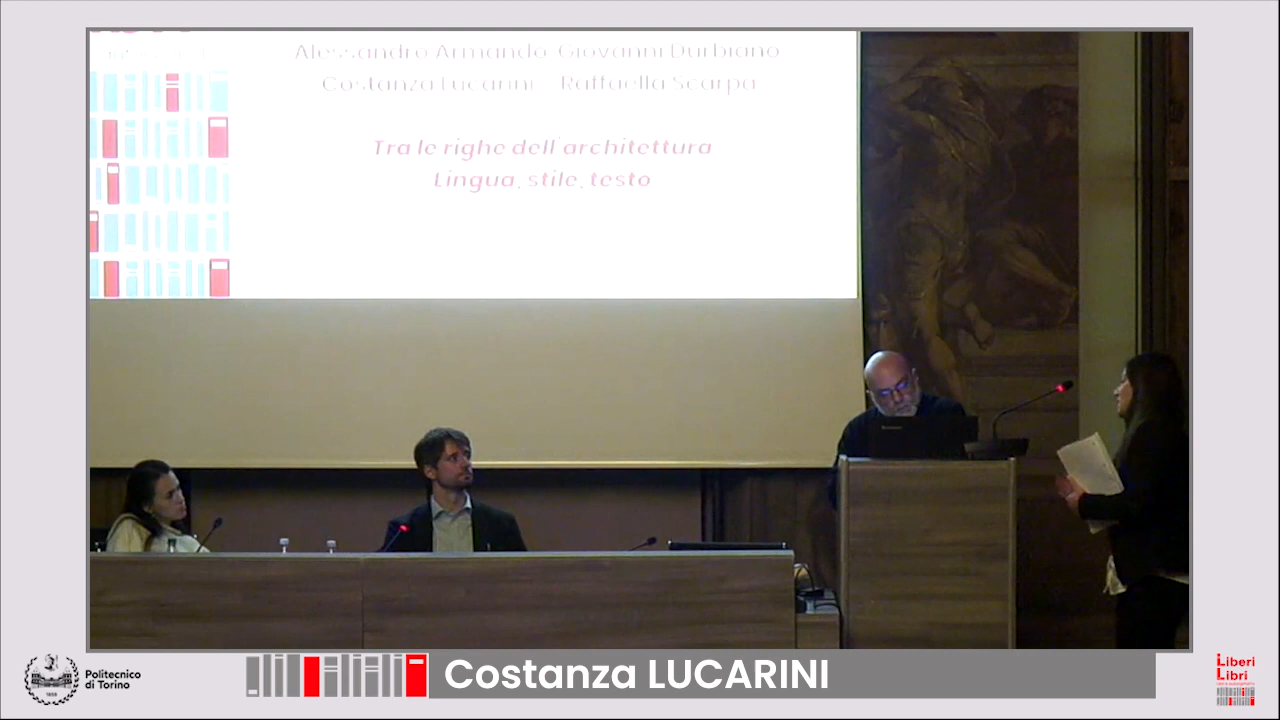 Alessandro Armando Giovanni Durbiano
Costanza Lucarini Raffaella Scarpa
Tra le righe dell'architettura
Lingua, stile, testo
Politecnico
di Torino
Costanza LUCARINI
Liberi
Libri